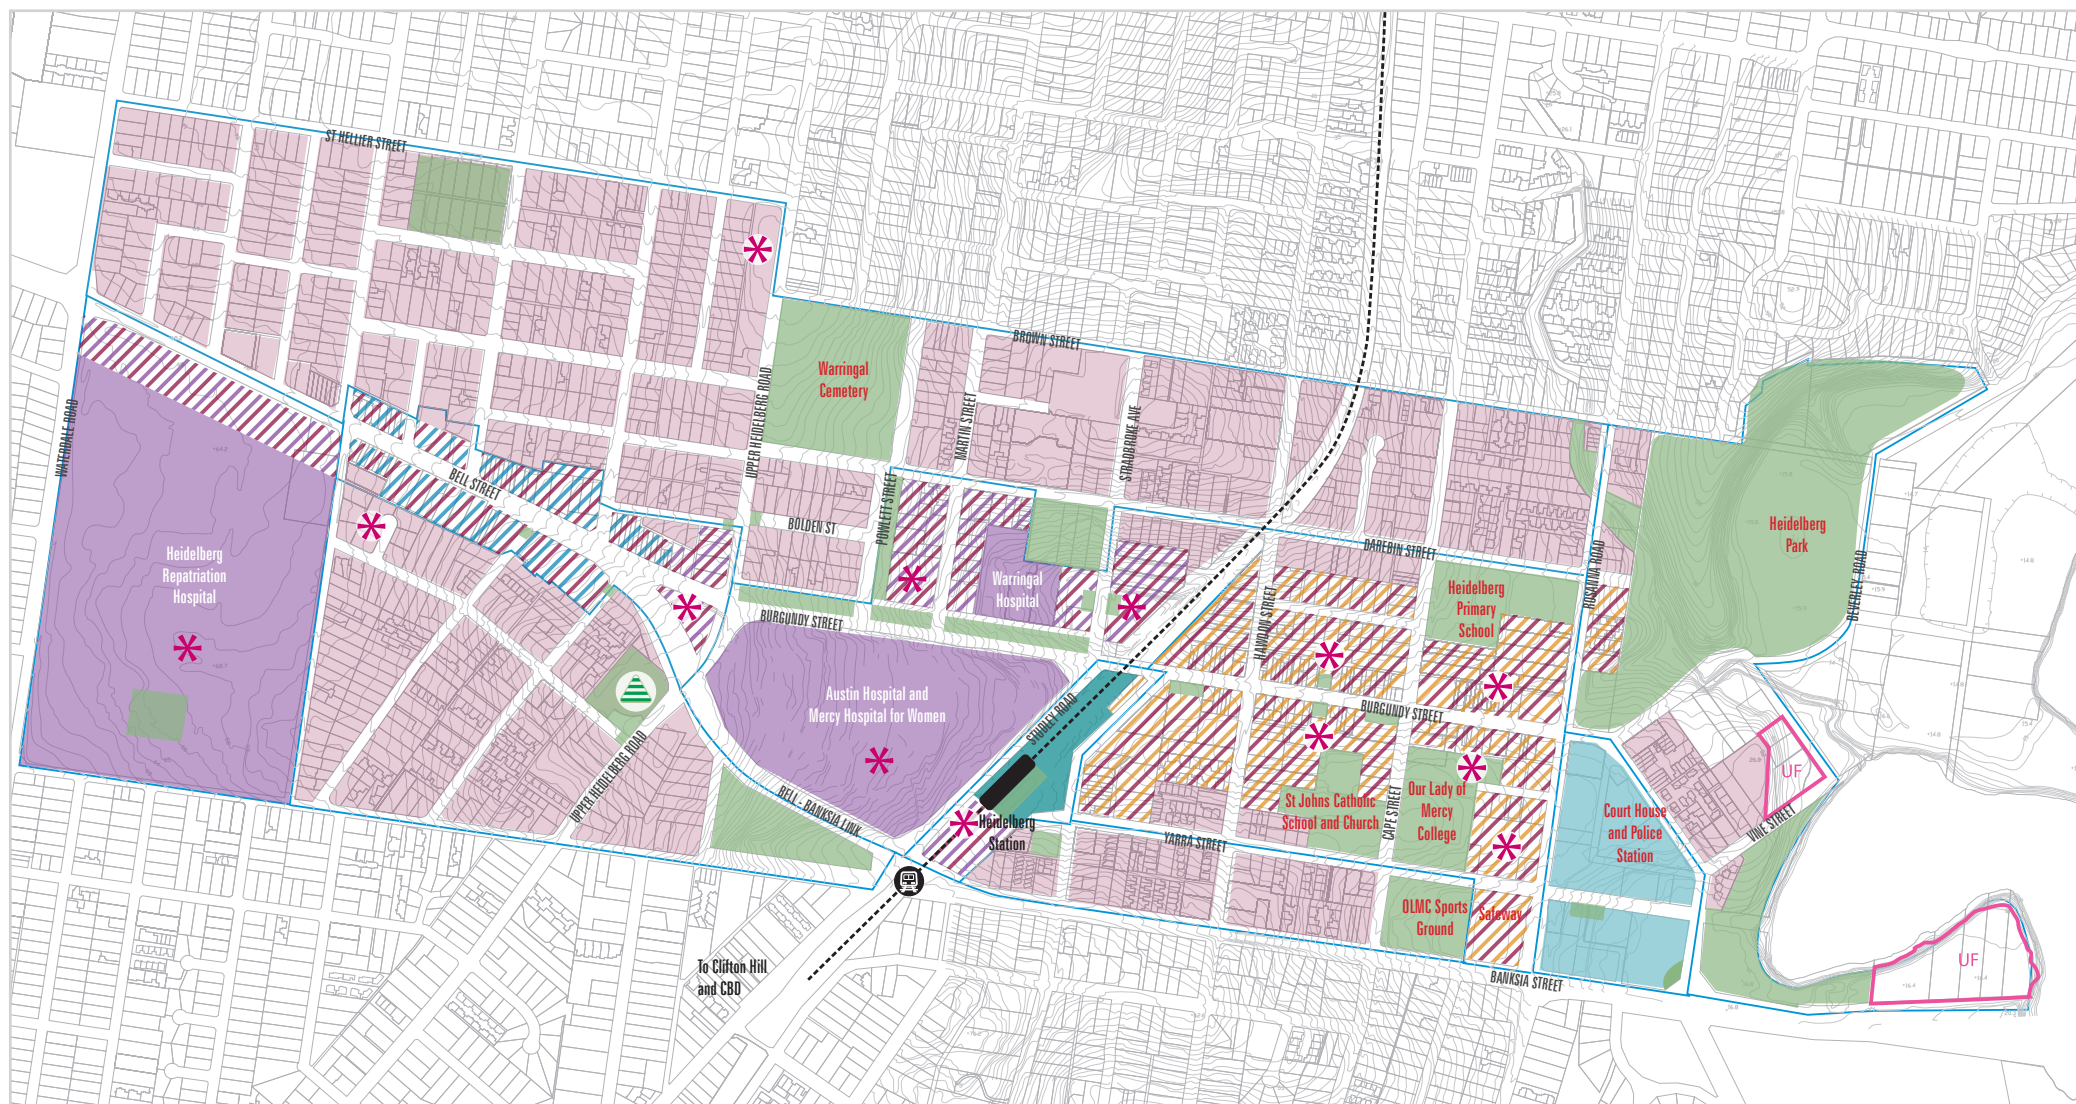 ST HELLIER STREET
BROWN STREET
Warringal
Cemetery
UPPER HEIDELBERG ROAD
MARTIN STREET
STRADBROKE AVE
WATERDALE ROAD
BELL STREET
BOLDEN ST
POWLETT STREET
DAREBIN STREET
ROSANNA ROAD
BEVERLEY ROAD
Heidelberg
Park
Heidelberg
Repatriation
Hospital
Warringal
Hospital
Heidelberg
Primary
School
HAWDON STREET
BURGUNDY STREET
Austin Hospital and
Mercy Hospital for Women
STUDLEY ROAD
BURGUNDY STREET
UPPER HEIDELBERG ROAD
BELL - BANKSIA LINK
Heidelberg
Station
YARRA STREET
St Johns Catholic
School and Church
CAPE STREET
Our Lady of
Mercy
College
Court House
and Police
Station
UF
VINE STREET
OLMC Sports
Ground
Safeway
UF
To Clifton Hill
and CBD
BANKSIA STREET